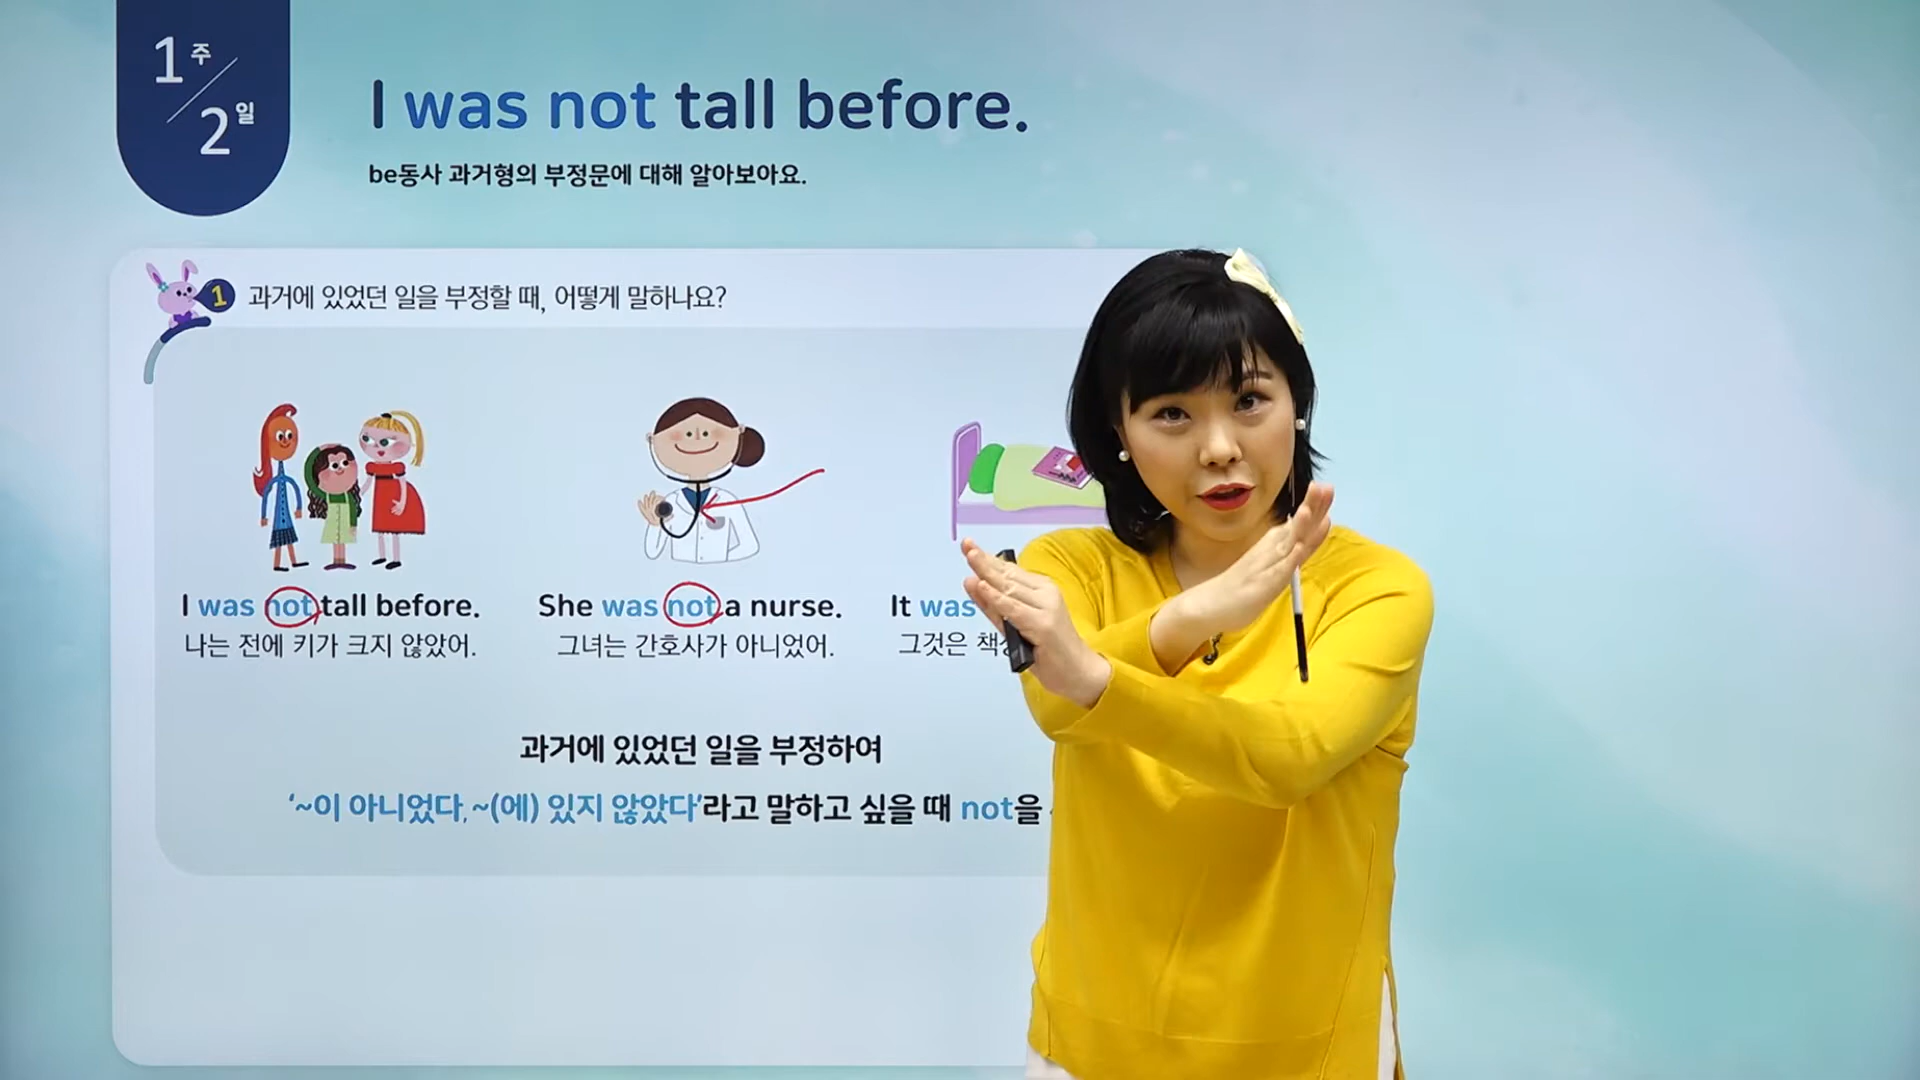 1주
2일
I was not tall before.
be동사 과거형의 부정문에 대해 알아보아요.
1 과거에 있었던 일을 부정할 때, 어떻게 말하나요?
I was not tall before.
나는 전에 키가 크지 않았어.
She was not a nurse.
그녀는 간호사가 아니었어.
It was
그것은
과거에 있었던 일을 부정하여
‘~이 아니었다, ~(에) 있지 않았다’라고 말하고 싶을 때 not을